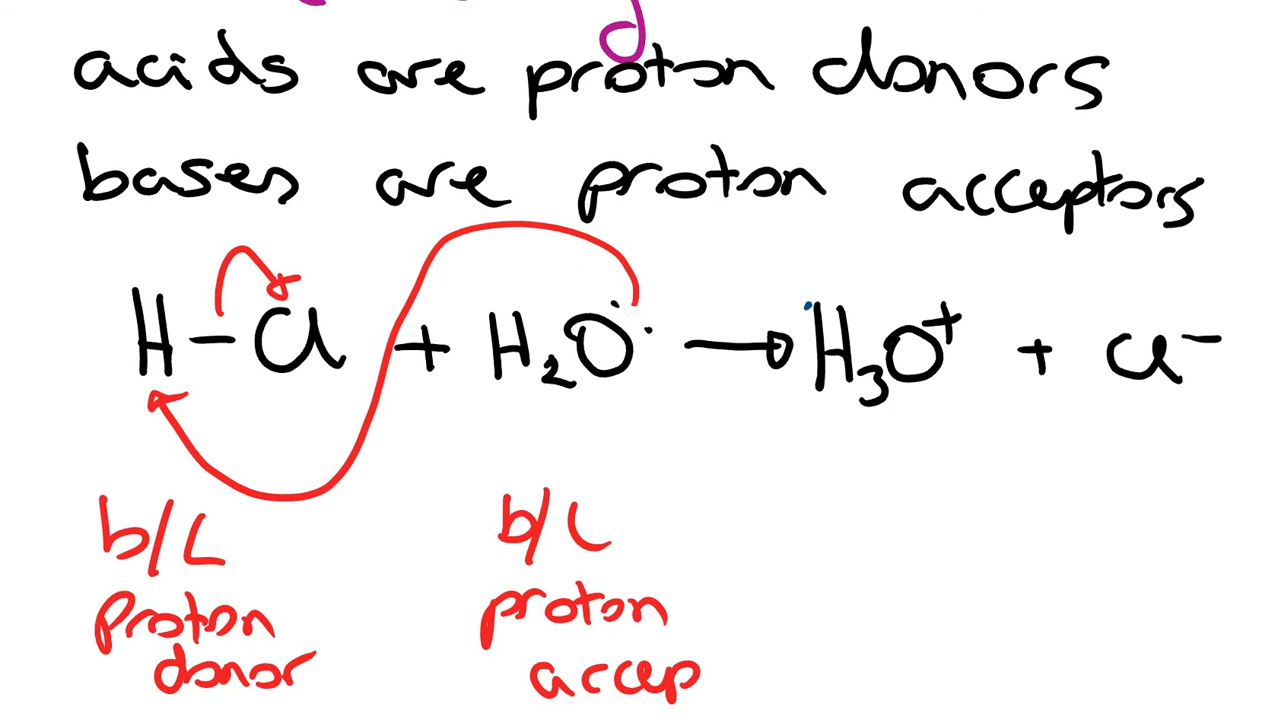 acids are proton donors
bases are proton acceptors
H-Cl + H₂O: → H₃O⁺ + Cl⁻
b/L b/L
proton proton
donor accep